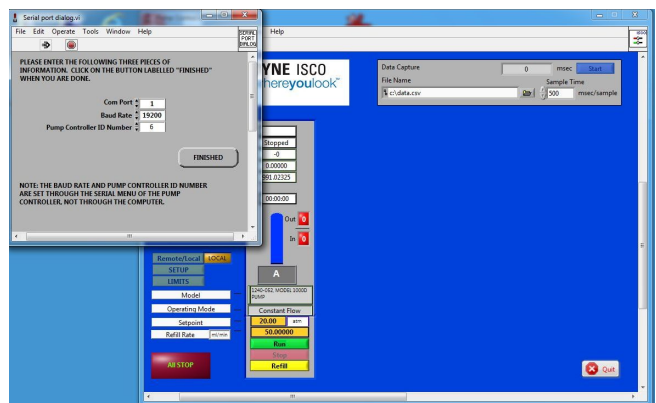 Serial port dialog.vi
File Edit Operate Tools Window Help
SERIAL
PORT
DIALOG
PLEASE ENTER THE FOLLOWING THREE PIECES OF
INFORMATION. CLICK ON THE BUTTON LABELLED "FINISHED"
WHEN YOU ARE DONE.
Com Port 1
Baud Rate 19200
Pump Controller ID Number 6
FINISHED
NOTE: THE BAUD RATE AND PUMP CONTROLLER ID NUMBER
ARE SET THROUGH THE SERIAL MENU OF THE PUMP
CONTROLLER, NOT THROUGH THE COMPUTER.
Help
YNE ISCO
hereyoulook™
Data Capture
0 msec Start
File Name
Sample Time
c:\data.csv
500 msec/sample
Stopped
-0
0.00000
991.02325
00:00:00
Out 0
In 0
Remote/Local LOCAL
SETUP
LIMITS
A
Model
1240-052, MODEL 1000D
PUMP
Operating Mode
Constant Flow
Setpoint
20.00 atm
Refill Rate ml/min
50.00000
Run
Stop
Refill
All STOP
Quit